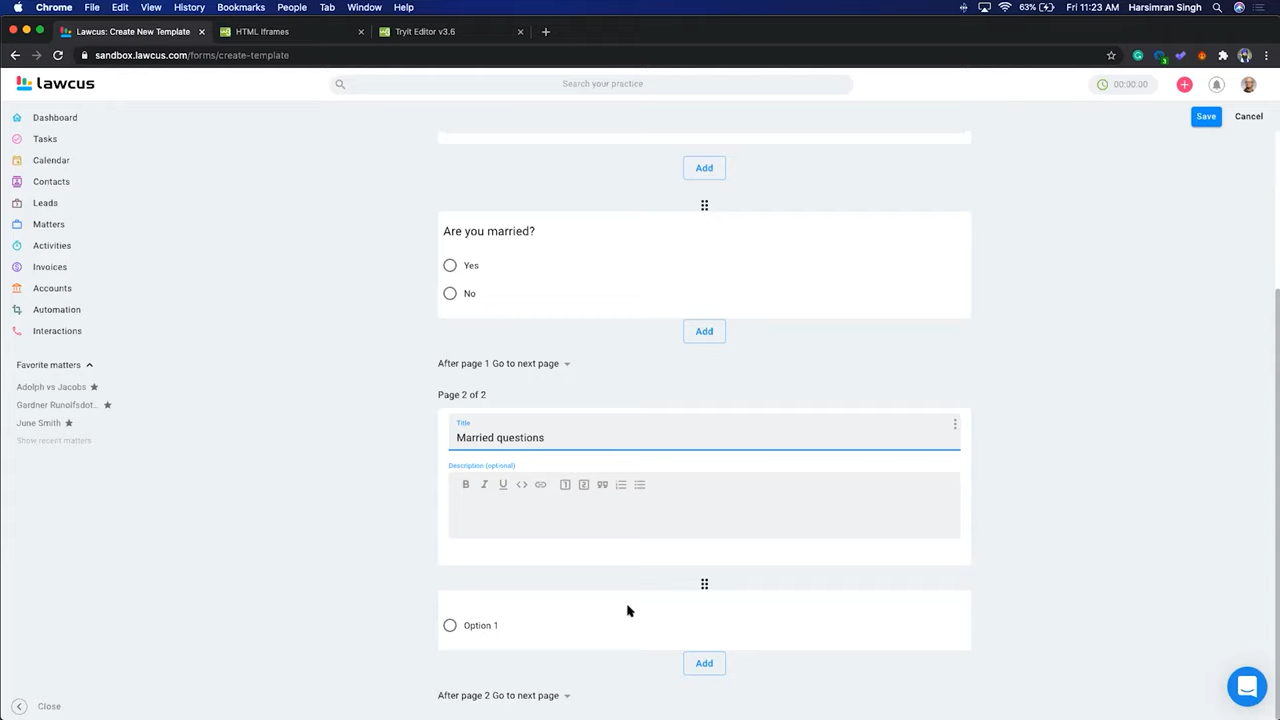 Chrome File Edit View History Bookmarks People Tab Window Help 63% Fri 11:23 AM Harsimran Singh
Lawcus: Create New Template HTML Iframes Tryit Editor v3.6
sandbox.lawcus.com/forms/create-template
lawcus Search your practice 00:00.00
Save Cancel
Dashboard
Tasks
Calendar
Contacts
Leads
Matters
Activities
Invoices
Accounts
Automation
Interactions
Favorite matters
Adolph vs Jacobs
Gardner Runolfsdot...
June Smith
Show recent matters
Close
Add
Are you married?
Yes
No
Add
After page 1 Go to next page
Page 2 of 2
Title
Married questions
Description (optional)
B I U
Option 1
Add
After page 2 Go to next page